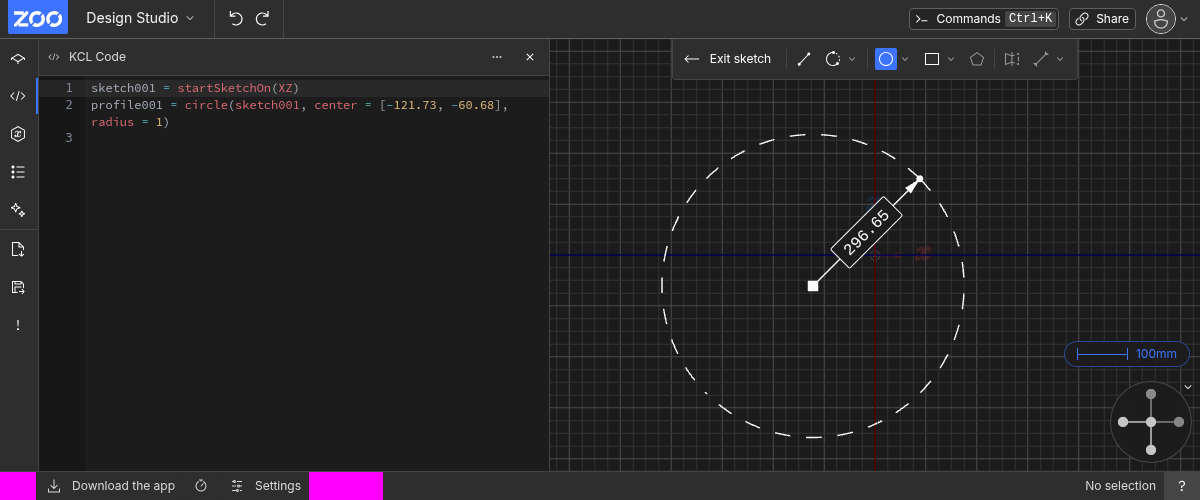 ZOO
Design Studio
Commands Ctrl+K
Share
KCL Code
Exit sketch
1 sketch001 = startSketchOn(XZ)
2 profile001 = circle(sketch001, center = [-121.73, -60.68],
radius = 1)
3
296.65
100mm
Download the app
Settings
No selection
?